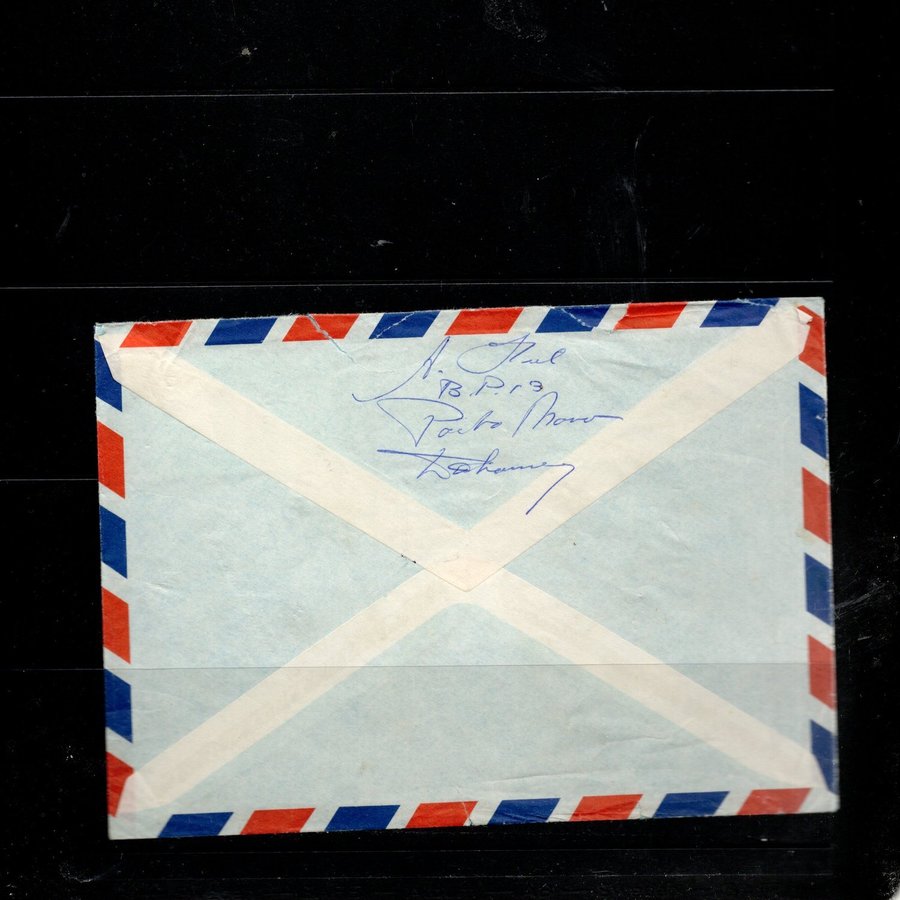 A.
B.P. 13
Porto Novo
Dahomey